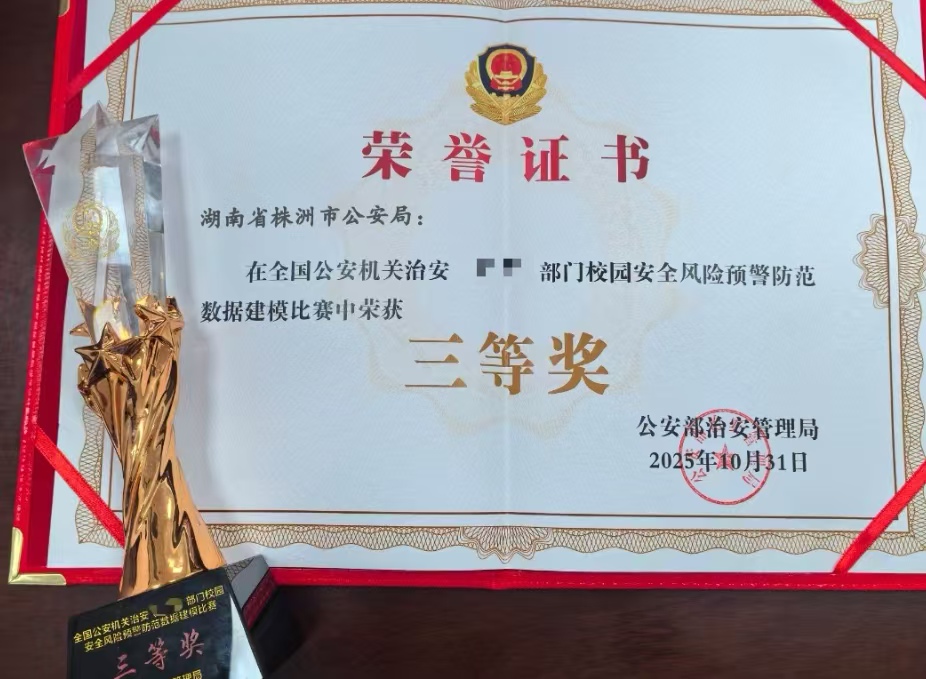 荣誉证书
湖南省株洲市公安局：
在全国公安机关治安 部门校园安全风险预警防范
数据建模比赛中荣获
三等奖
公安部治安管理局
2025年10月31日
全国公安机关治安 部门校园
安全风险预警防范数据建模比赛
三等奖
管理局